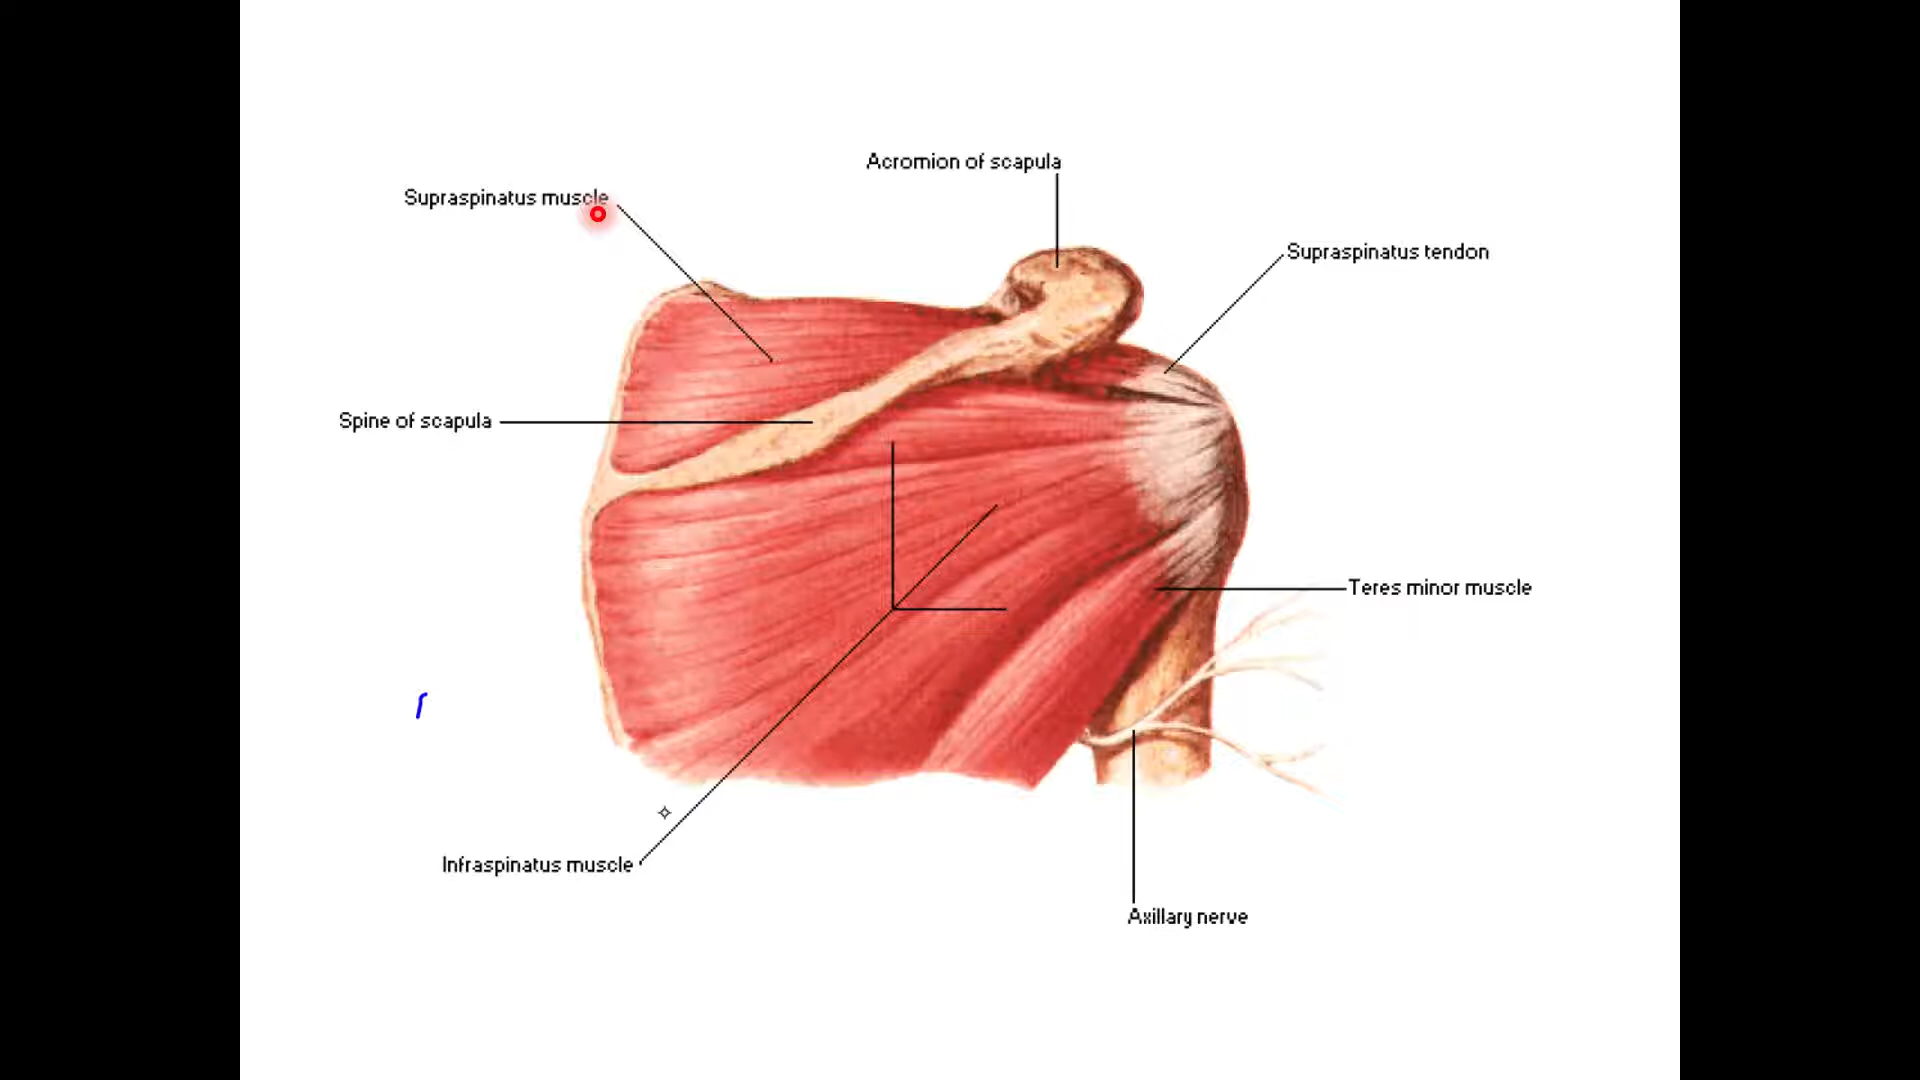 Acromion of scapula
Supraspinatus muscle
Supraspinatus tendon
Spine of scapula
Teres minor muscle
Infraspinatus muscle
Axillary nerve